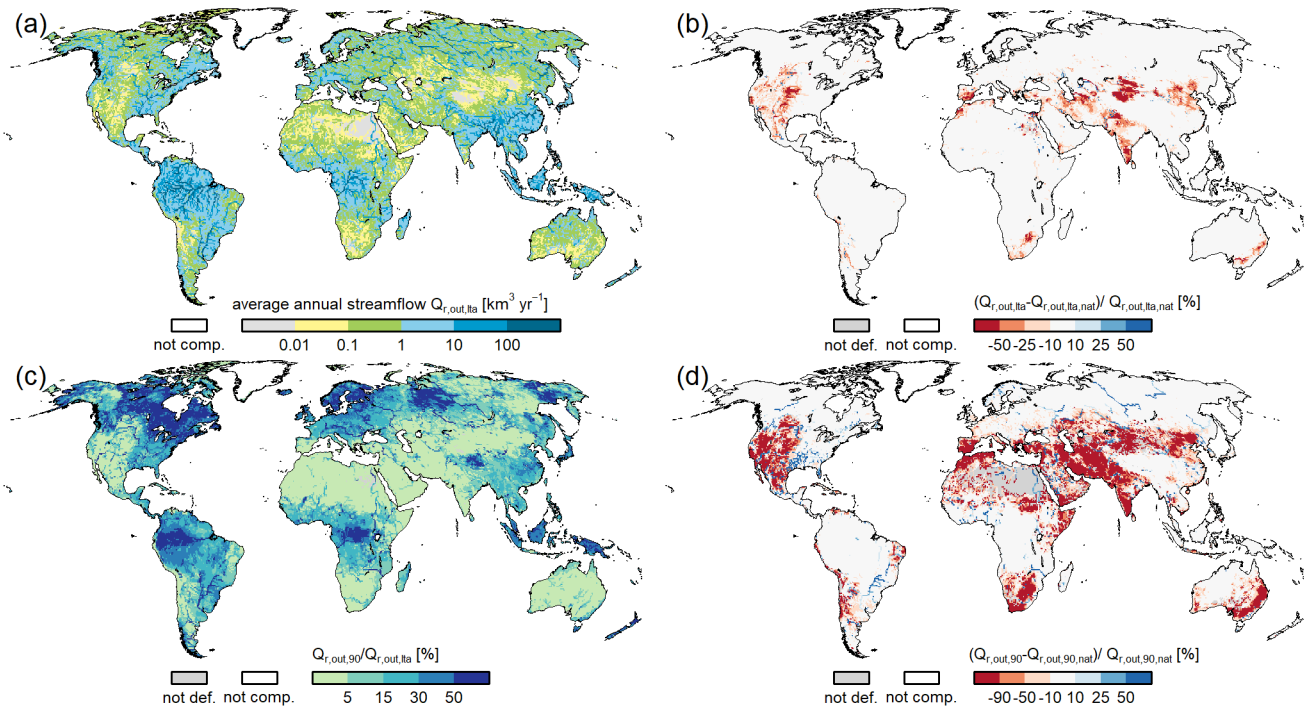 (a)
average annual streamflow Qr,out,lta [km³ yr⁻¹]
not comp.
0.01 0.1 1 10 100
(b)
(Qr,out,lta-Qr,out,lta,nat)/ Qr,out,lta,nat [%]
not def. not comp.
-50 -25 -10 10 25 50
(c)
Qr,out,90/Qr,out,lta [%]
not def. not comp.
5 15 30 50
(d)
(Qr,out,90-Qr,out,90,nat)/ Qr,out,90,nat [%]
not def. not comp.
-90 -50 -10 10 25 50